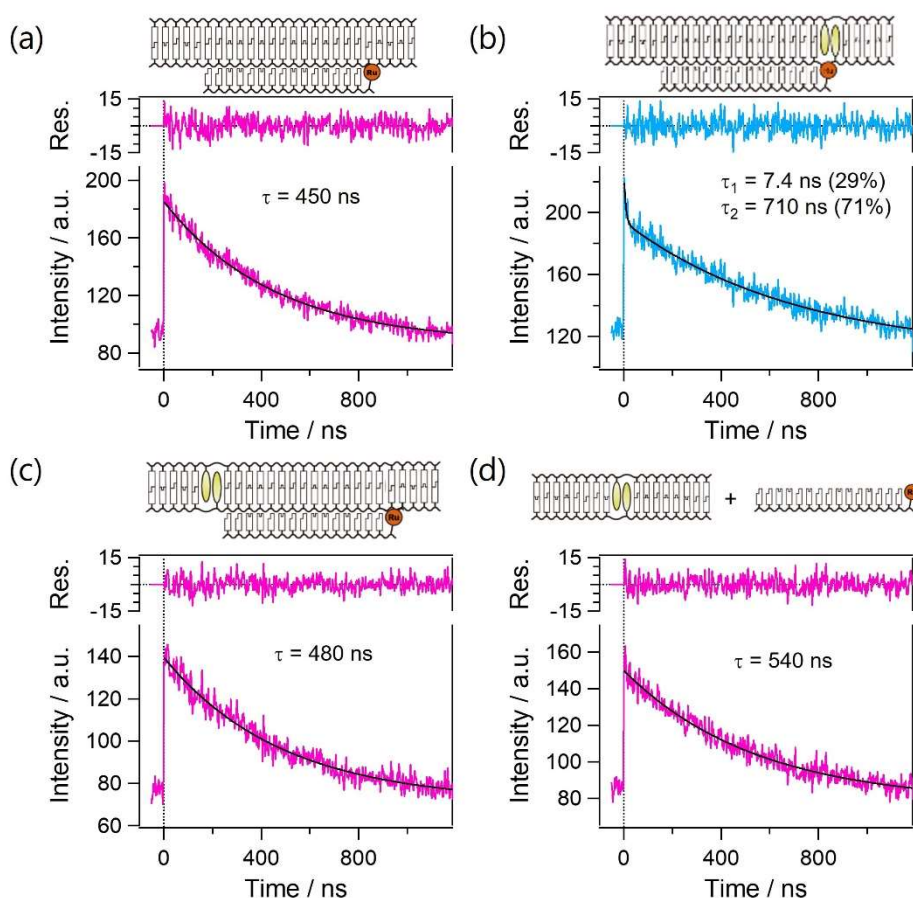 (a)
Ru
Res.
15
-15
Intensity / a.u.
200
160
120
80
τ = 450 ns
0
400
800
Time / ns
(b)
Res.
15
-15
Intensity / a.u.
200
160
120
τ₁ = 7.4 ns (29%)
τ₂ = 710 ns (71%)
0
400
800
Time / ns
(c)
Ru
Res.
15
-15
Intensity / a.u.
140
120
100
80
60
τ = 480 ns
0
400
800
Time / ns
(d)
+
Res.
15
-15
Intensity / a.u.
160
140
120
100
80
τ = 540 ns
0
400
800
Time / ns